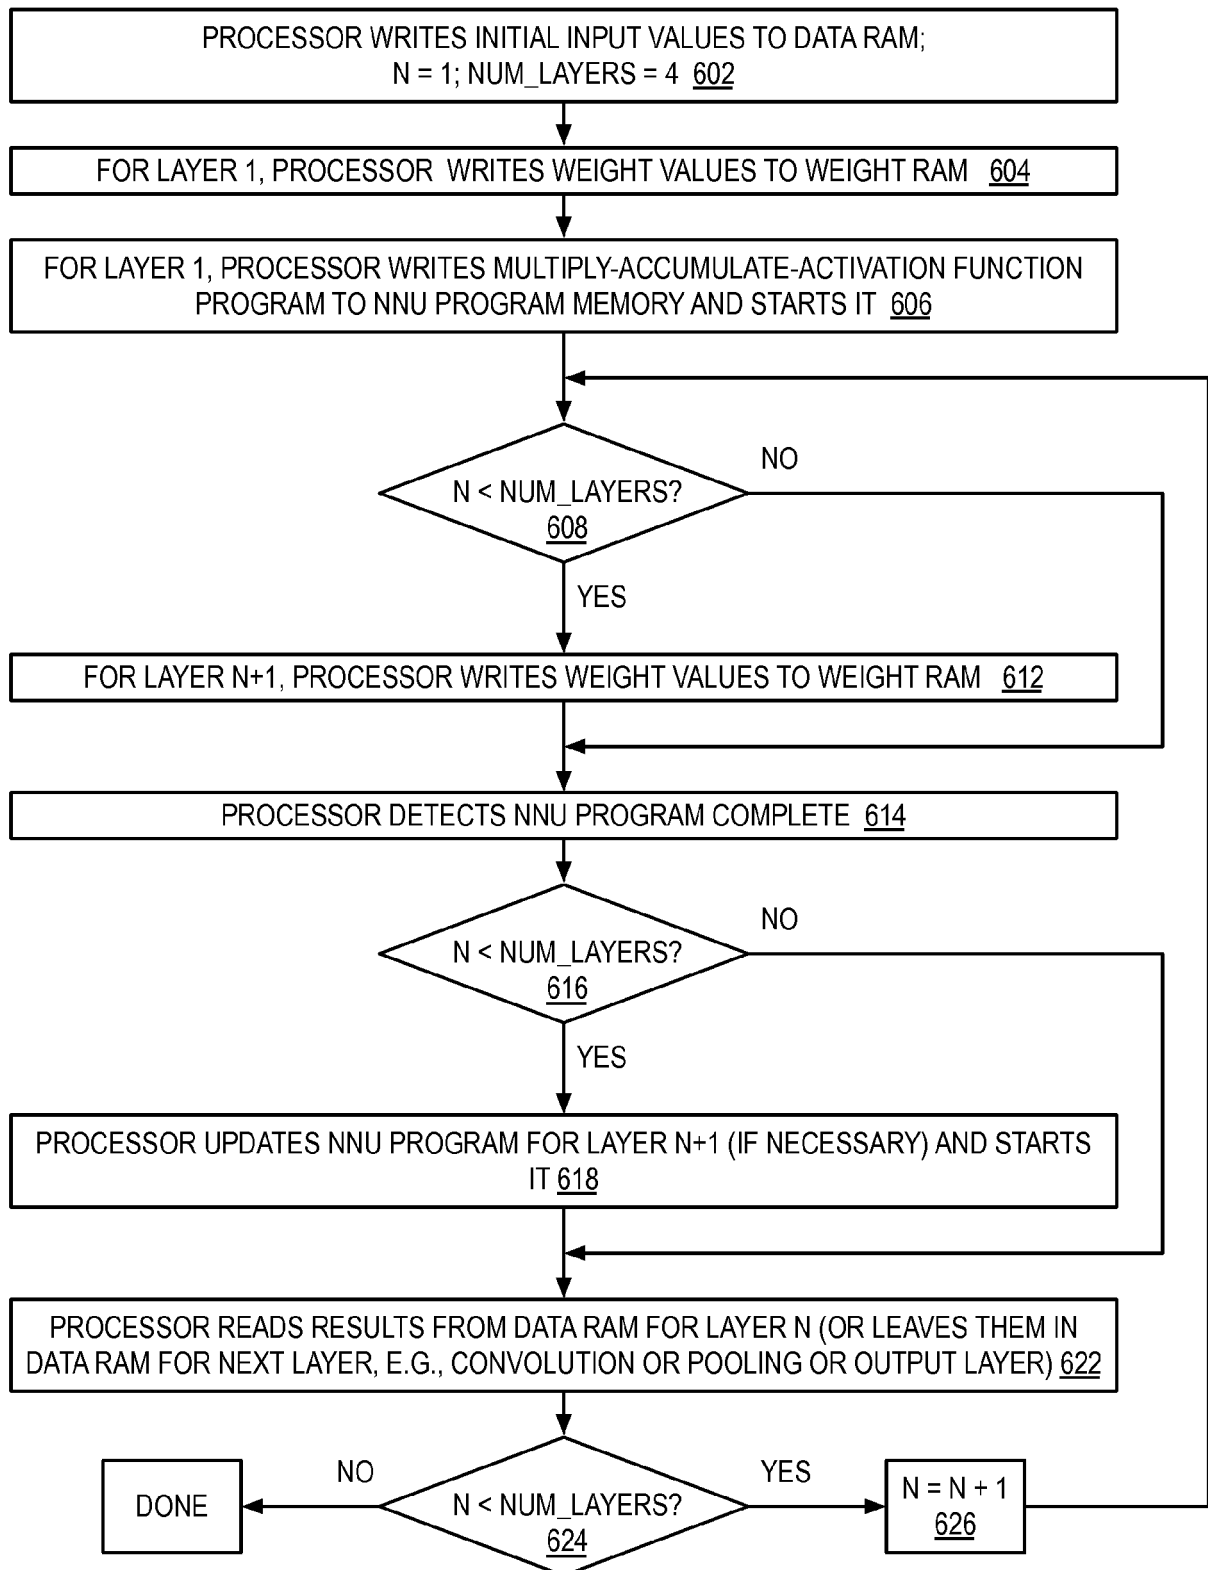 PROCESSOR WRITES INITIAL INPUT VALUES TO DATA RAM;
N = 1; NUM_LAYERS = 4 602
FOR LAYER 1, PROCESSOR WRITES WEIGHT VALUES TO WEIGHT RAM 604
FOR LAYER 1, PROCESSOR WRITES MULTIPLY-ACCUMULATE-ACTIVATION FUNCTION
PROGRAM TO NNU PROGRAM MEMORY AND STARTS IT 606
NO
N < NUM_LAYERS?
608
YES
FOR LAYER N+1, PROCESSOR WRITES WEIGHT VALUES TO WEIGHT RAM 612
PROCESSOR DETECTS NNU PROGRAM COMPLETE 614
NO
N < NUM_LAYERS?
616
YES
PROCESSOR UPDATES NNU PROGRAM FOR LAYER N+1 (IF NECESSARY) AND STARTS
IT 618
PROCESSOR READS RESULTS FROM DATA RAM FOR LAYER N (OR LEAVES THEM IN
DATA RAM FOR NEXT LAYER, E.G., CONVOLUTION OR POOLING OR OUTPUT LAYER) 622
DONE
NO
N < NUM_LAYERS?
624
YES
N = N + 1
626